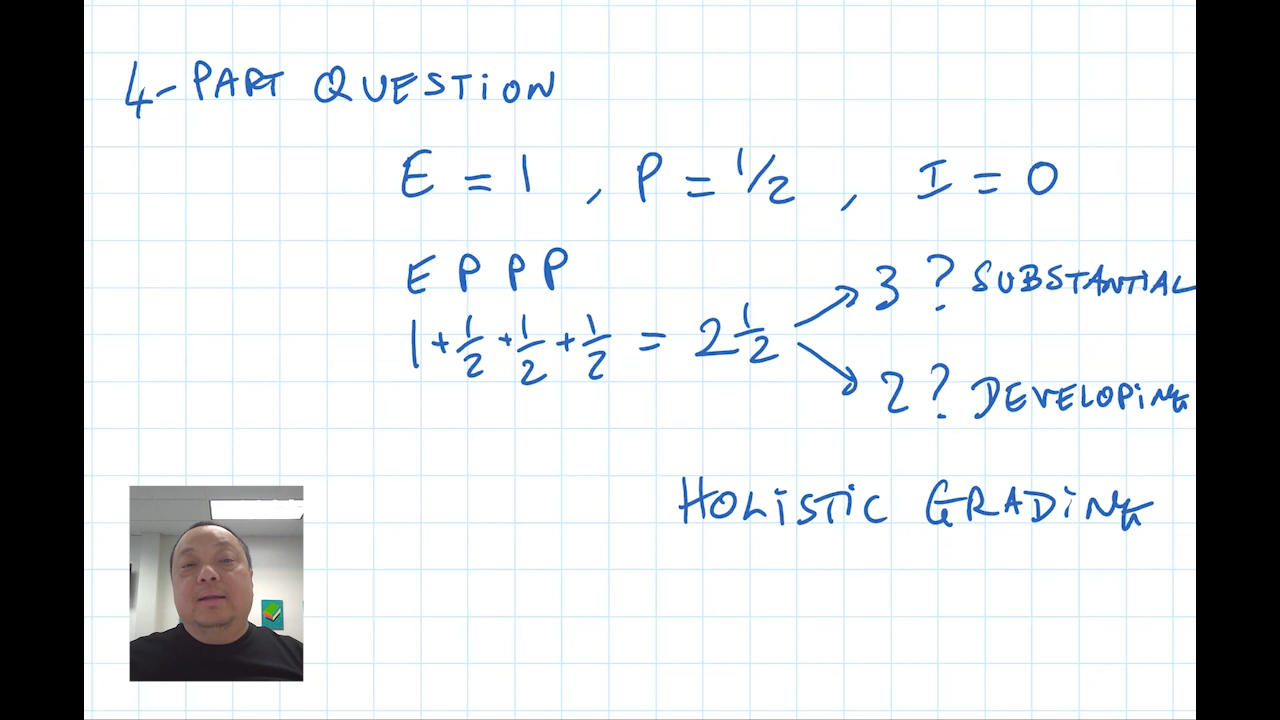 4-PART QUESTION
E = 1, P = 1/2, I = 0
E P P P
1 + 1/2 + 1/2 + 1/2 = 2 1/2
3? SUBSTANTIAL
2? DEVELOPING
HOLISTIC GRADING